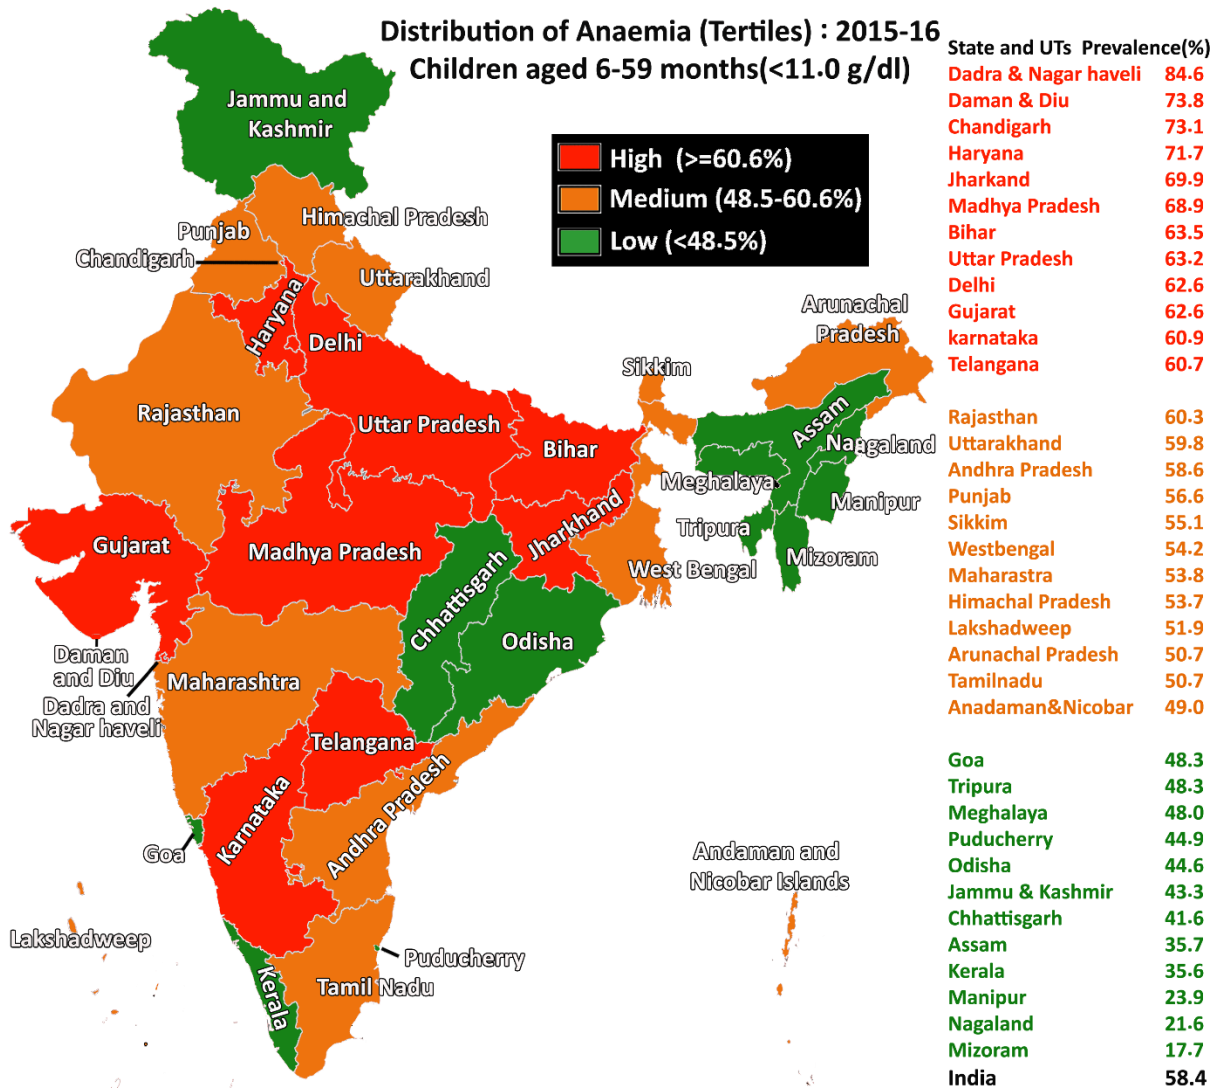 Distribution of Anaemia (Tertiles) : 2015-16
Children aged 6-59 months(<11.0 g/dl)
High (>=60.6%)
Medium (48.5-60.6%)
Low (<48.5%)
Jammu and
Kashmir
Himachal Pradesh
Punjab
Chandigarh
Uttarakhand
Haryana
Delhi
Arunachal
Pradesh
Sikkim
Rajasthan
Uttar Pradesh
Bihar
Assam
Naagaland
Meghalaya
Manipur
Tripura
Mizoram
Gujarat
Madhya Pradesh
Jharkhand
West Bengal
Chhattisgarh
Odisha
Daman
and Diu
Dadra and
Nagar haveli
Maharashtra
Telangana
Karnataka
Andhra Pradesh
Goa
Andaman and
Nicobar Islands
Lakshadweep
Puducherry
Kerala
Tamil Nadu
State and UTs Prevalence(%)
Dadra & Nagar haveli 84.6
Daman & Diu 73.8
Chandigarh 73.1
Haryana 71.7
Jharkand 69.9
Madhya Pradesh 68.9
Bihar 63.5
Uttar Pradesh 63.2
Delhi 62.6
Gujarat 62.6
karnataka 60.9
Telangana 60.7
Rajasthan 60.3
Uttarakhand 59.8
Andhra Pradesh 58.6
Punjab 56.6
Sikkim 55.1
Westbengal 54.2
Maharastra 53.8
Himachal Pradesh 53.7
Lakshadweep 51.9
Arunachal Pradesh 50.7
Tamilnadu 50.7
Anadaman&Nicobar 49.0
Goa 48.3
Tripura 48.3
Meghalaya 48.0
Puducherry 44.9
Odisha 44.6
Jammu & Kashmir 43.3
Chhattisgarh 41.6
Assam 35.7
Kerala 35.6
Manipur 23.9
Nagaland 21.6
Mizoram 17.7
India 58.4